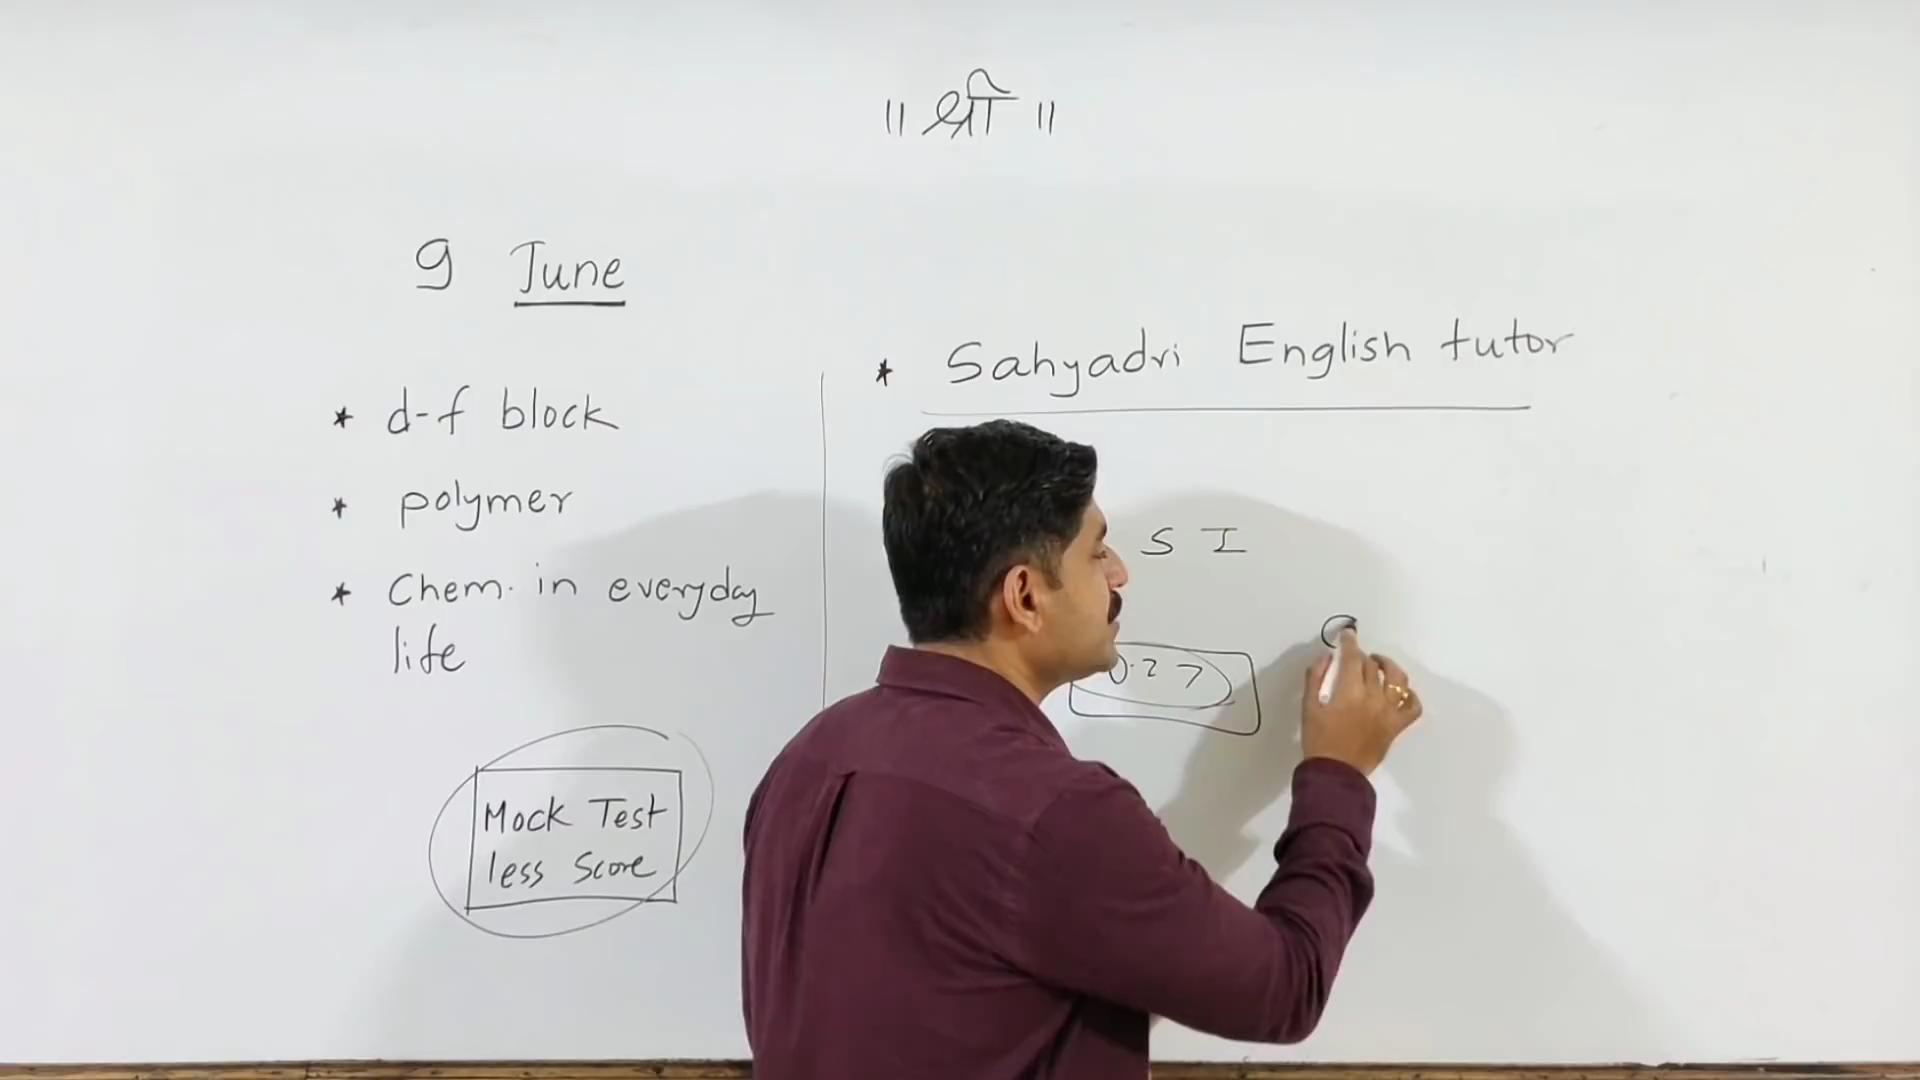 ॥ श्री ॥
9 June
* d-f block
* polymer
* Chem. in everyday
life
Mock Test
less Score
* Sahyadri English tutor
S I